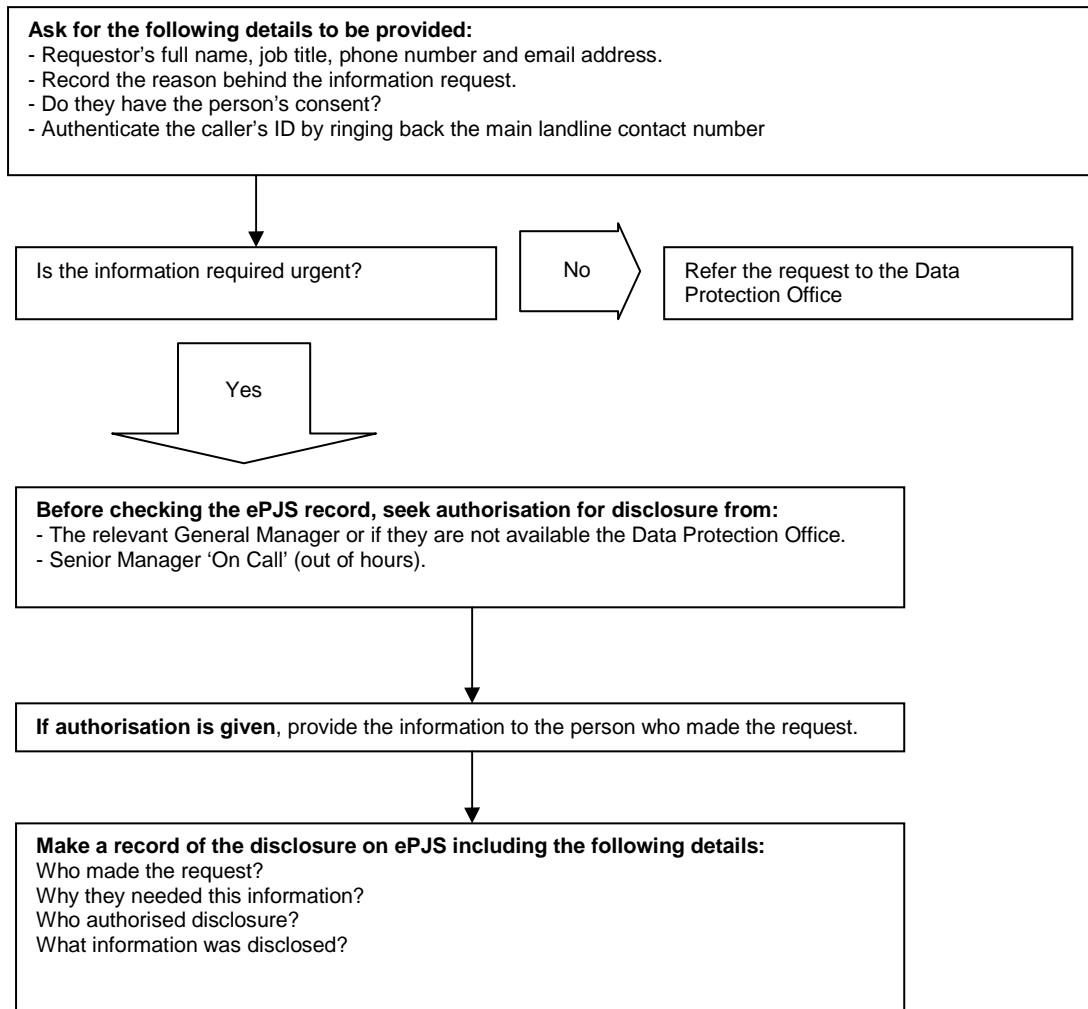 Ask for the following details to be provided:
- Requestor's full name, job title, phone number and email address.
- Record the reason behind the information request.
- Do they have the person's consent?
- Authenticate the caller's ID by ringing back the main landline contact number
Is the information required urgent?
No
Refer the request to the Data
Protection Office
Yes
Before checking the ePJS record, seek authorisation for disclosure from:
- The relevant General Manager or if they are not available the Data Protection Office.
- Senior Manager 'On Call' (out of hours).
If authorisation is given, provide the information to the person who made the request.
Make a record of the disclosure on ePJS including the following details:
Who made the request?
Why they needed this information?
Who authorised disclosure?
What information was disclosed?